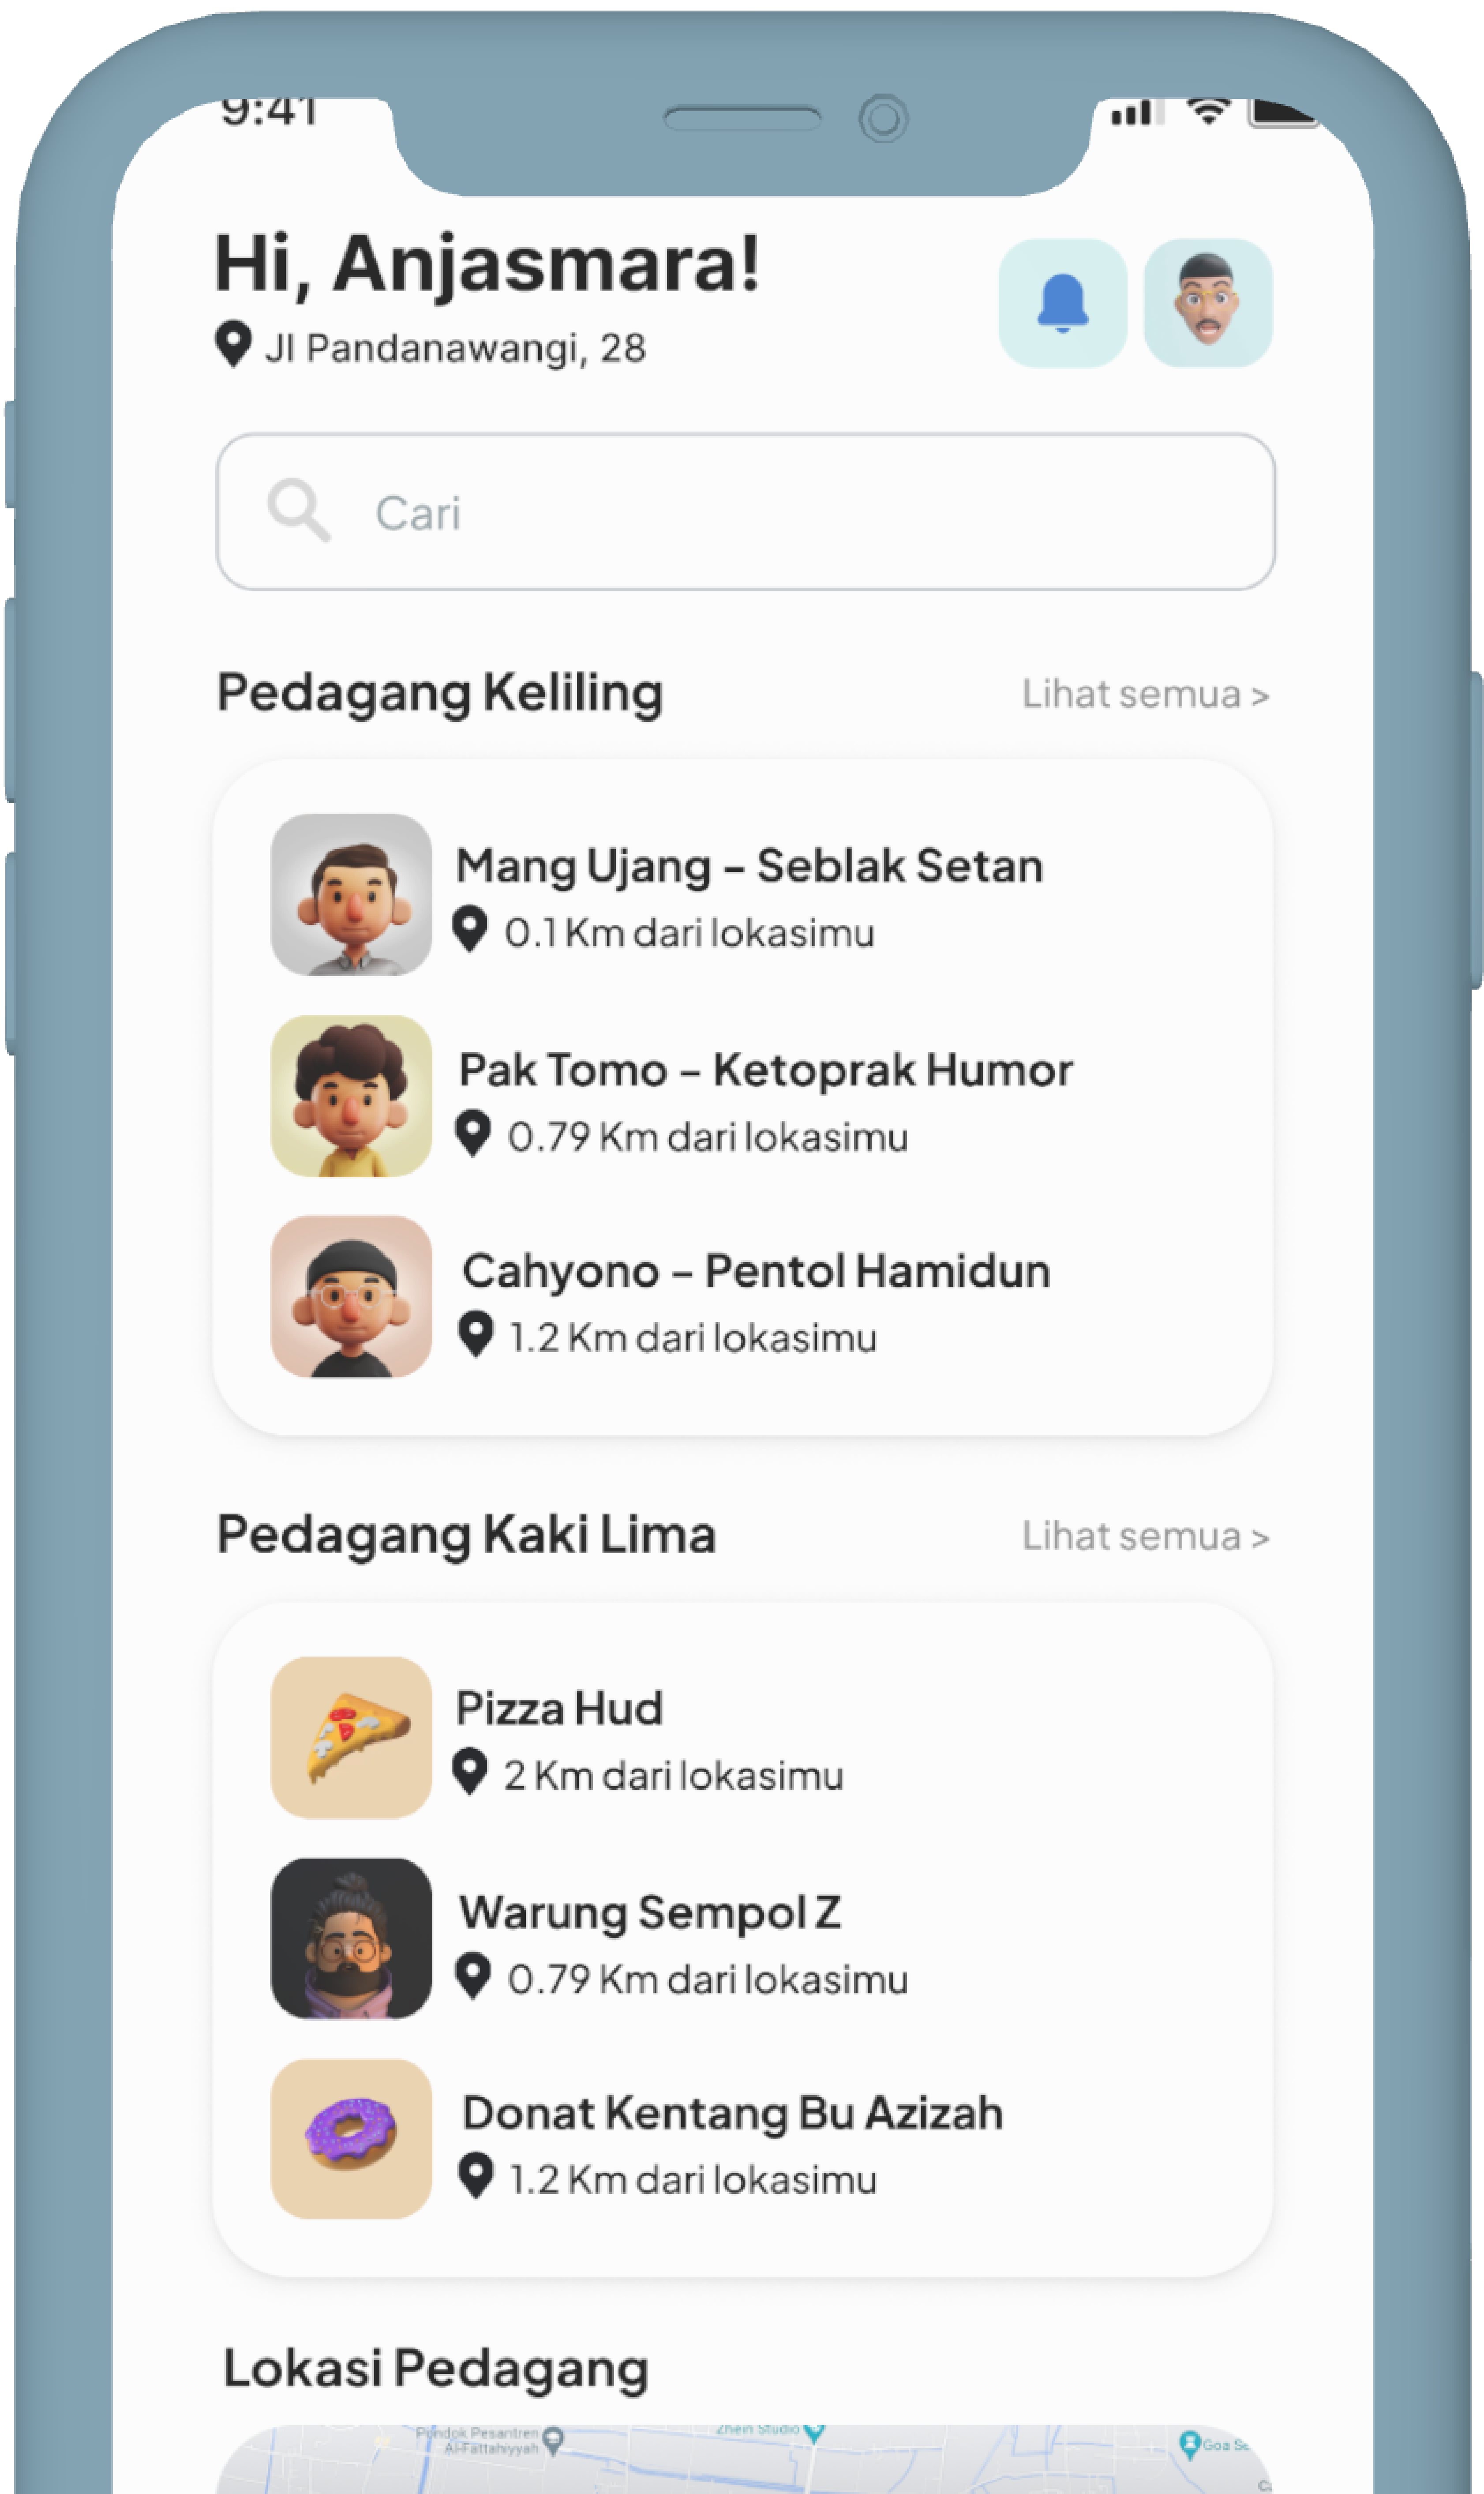 9:41
Hi, Anjasmara!
Jl Pandanawangi, 28
Cari
Pedagang Keliling
Lihat semua >
Mang Ujang – Seblak Setan
0.1 Km dari lokasimu
Pak Tomo – Ketoprak Humor
0.79 Km dari lokasimu
Cahyono – Pentol Hamidun
1.2 Km dari lokasimu
Pedagang Kaki Lima
Lihat semua >
Pizza Hud
2 Km dari lokasimu
Warung Sempol Z
0.79 Km dari lokasimu
Donat Kentang Bu Azizah
1.2 Km dari lokasimu
Lokasi Pedagang
Pondok Pesantren
Al-Fattahiyyah
Zhein Studio
Goa